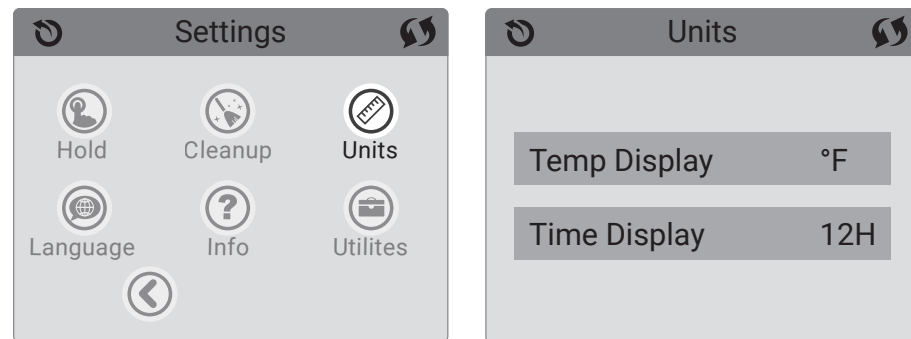 Settings
Hold Cleanup Units
Language Info Utilites
Units
Temp Display °F
Time Display 12H